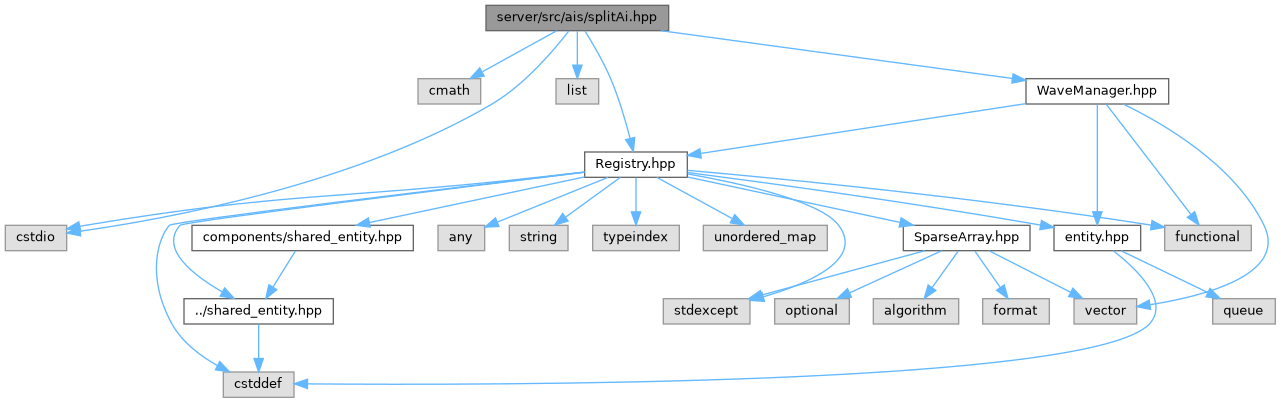 server/src/ais/splitAi.hpp
cmath
list
WaveManager.hpp
Registry.hpp
cstdio
components/shared_entity.hpp
any
string
typeindex
unordered_map
SparseArray.hpp
entity.hpp
functional
../shared_entity.hpp
stdexcept
optional
algorithm
format
vector
queue
cstddef